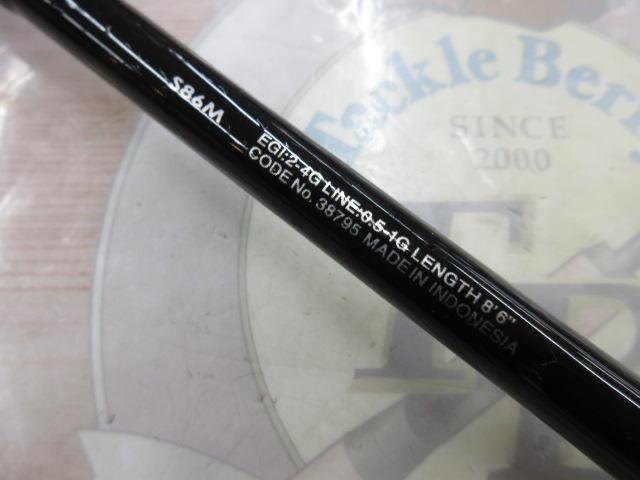 S86M
EGI:2-4G LINE:0.5-1G LENGTH 8'6"
CODE No. 38795 MADE IN INDONESIA
Tackle Berry
SINCE
2000